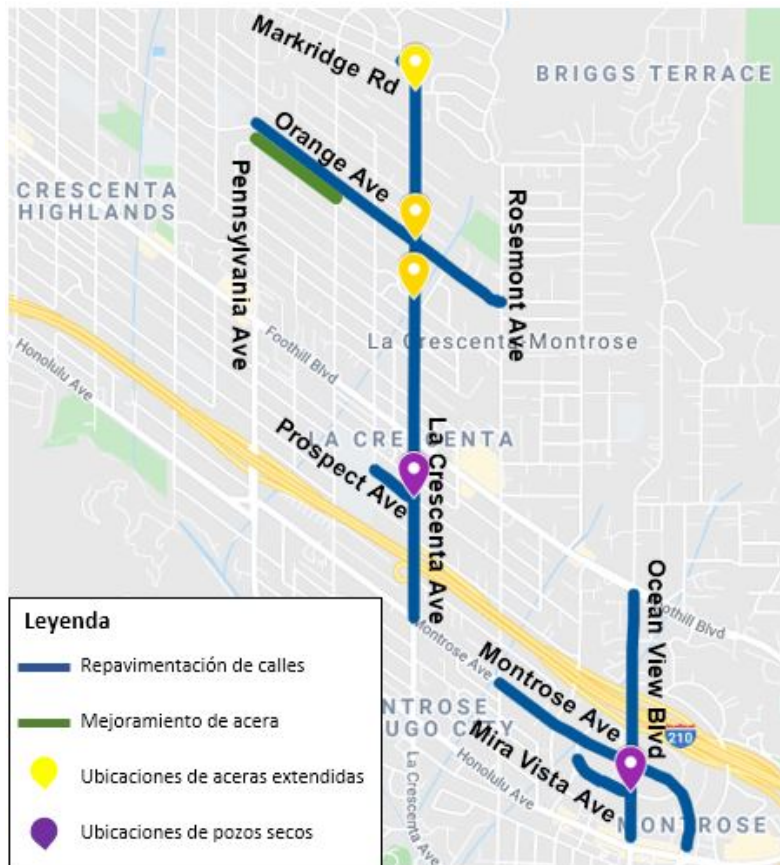 Markridge Rd
BRIGGS TERRACE
Orange Ave
CRESCENTA
HIGHLANDS
Pennsylvania Ave
Rosemont Ave
La Crescenta-Montrose
Foothill Blvd
Honolulu Ave
LA CRESCENTA
Prospect Ave
La Crescenta Ave
Ocean View Blvd
oothill Blvd
Montrose Ave
Montrose Ave
NTROSE
UGO CITY
210
Mira Vista Ave
Honolulu Ave
La Crescenta Ave
MONTROSE
Leyenda
Repavimentación de calles
Mejoramiento de acera
Ubicaciones de aceras extendidas
Ubicaciones de pozos secos